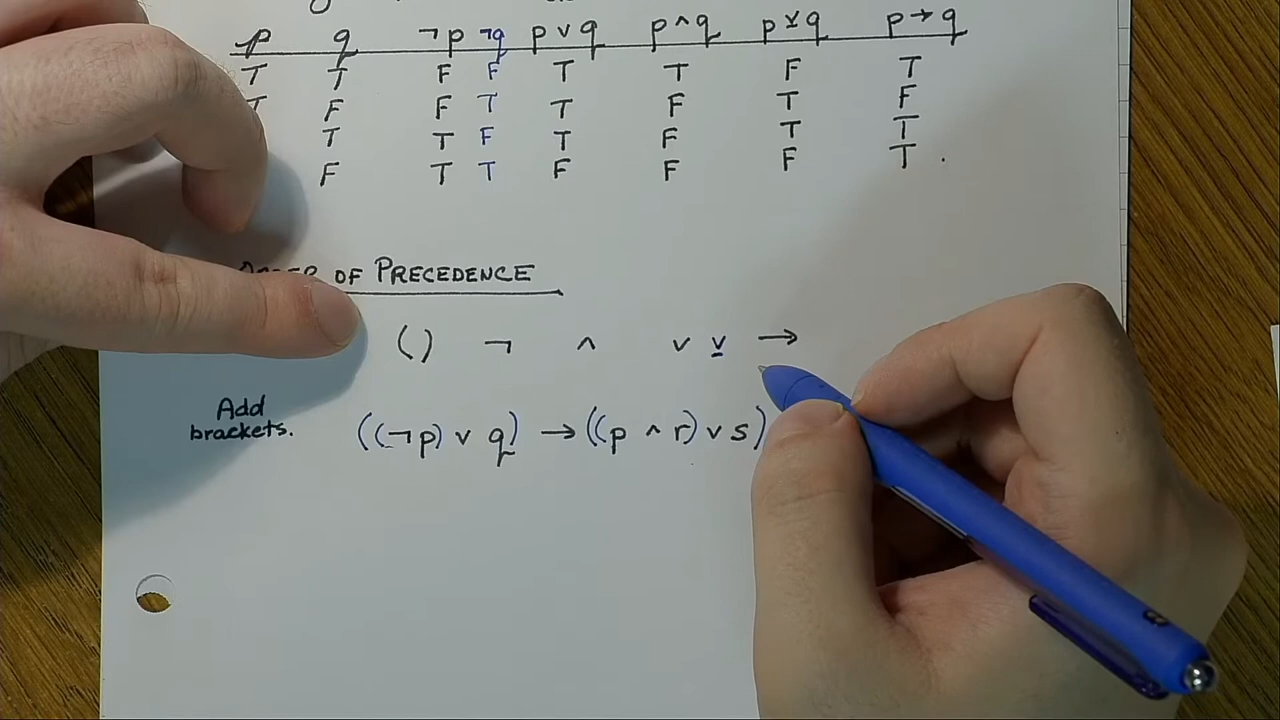 p q ¬p ¬q p ∨ q p ∧ q p ⊻ q p → q
T T F F T T F T
T F F T T F T F
T T F T F T T
F T T F F F T .
OF PRECEDENCE
() ¬ ∧ ∨ ⊻ →
Add
brackets.
((¬p) ∨ q) → ((p ∧ r) ∨ s)